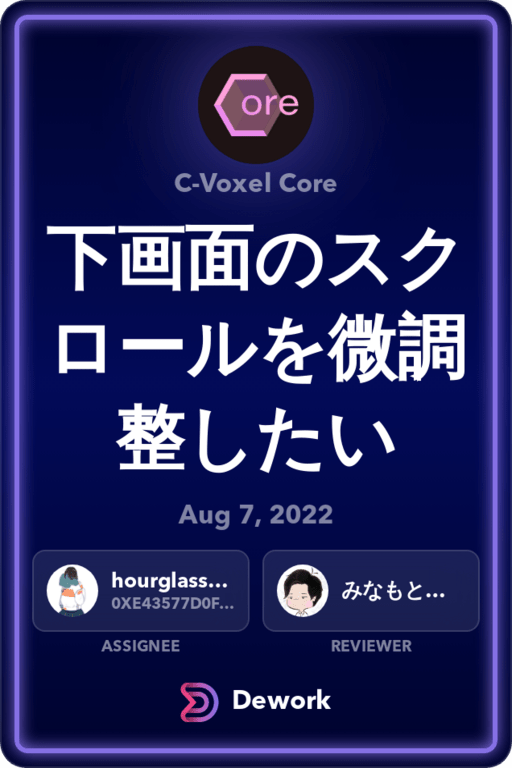 ore
C-Voxel Core
下画面のスク
ロールを微調
整したい
Aug 7, 2022
hourglass...
0XE43577D0F...
みなもと...
ASSIGNEE
REVIEWER
Dework